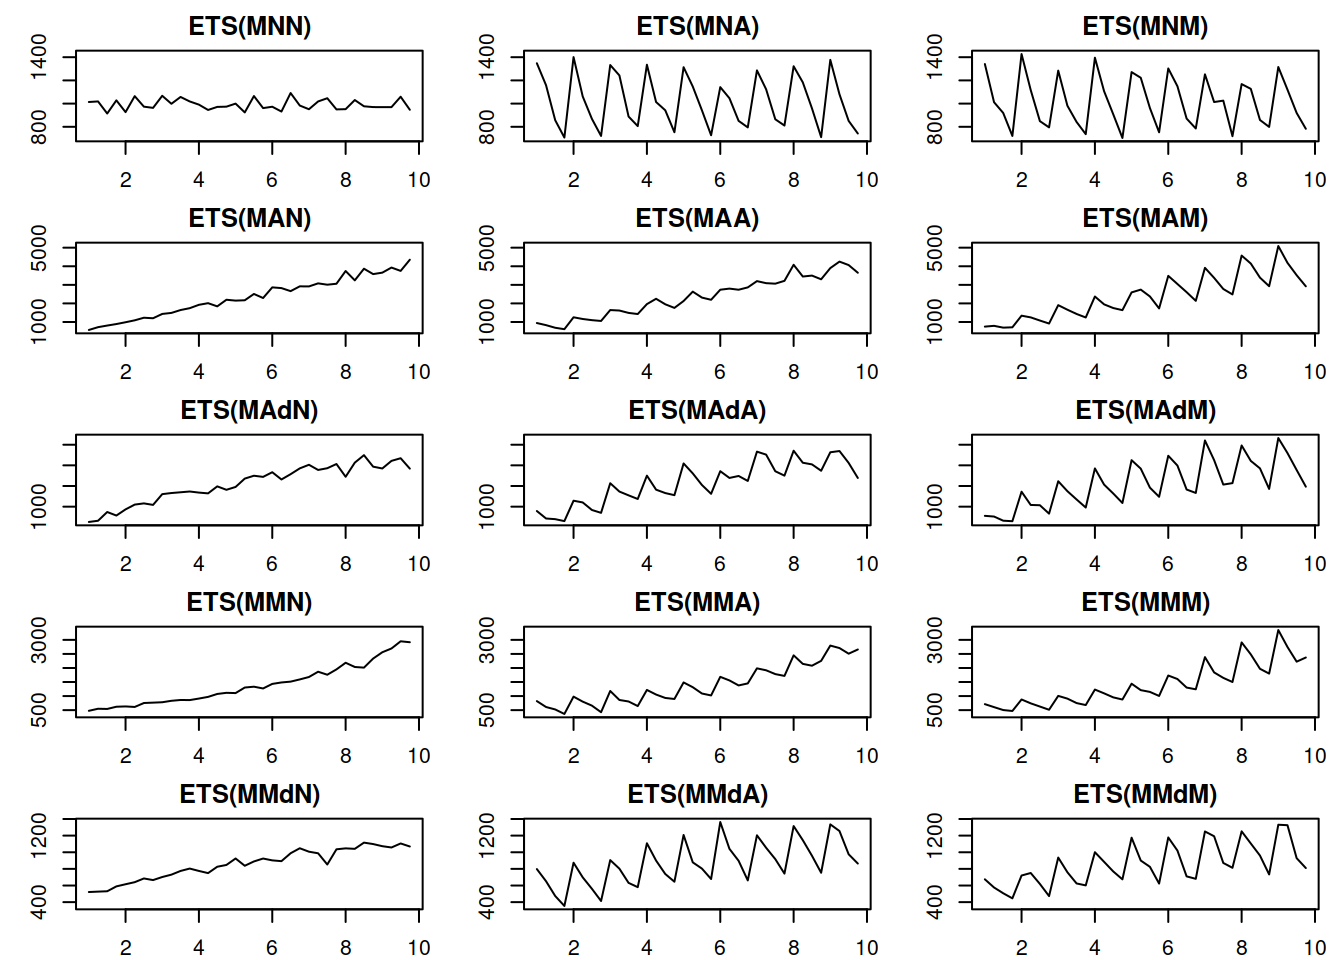 ETS(MNN) ETS(MNA) ETS(MNM)
1400 1400 1400
800 800 800
2 4 6 8 10 2 4 6 8 10 2 4 6 8 10
ETS(MAN) ETS(MAA) ETS(MAM)
5000 5000 5000
1000 1000 1000
2 4 6 8 10 2 4 6 8 10 2 4 6 8 10
ETS(MAdN) ETS(MAdA) ETS(MAdM)
1000 1000 1000
2 4 6 8 10 2 4 6 8 10 2 4 6 8 10
ETS(MMN) ETS(MMA) ETS(MMM)
3000 3000 3000
500 500 500
2 4 6 8 10 2 4 6 8 10 2 4 6 8 10
ETS(MMdN) ETS(MMdA) ETS(MMdM)
1200 1200 1200
400 400 400
2 4 6 8 10 2 4 6 8 10 2 4 6 8 10